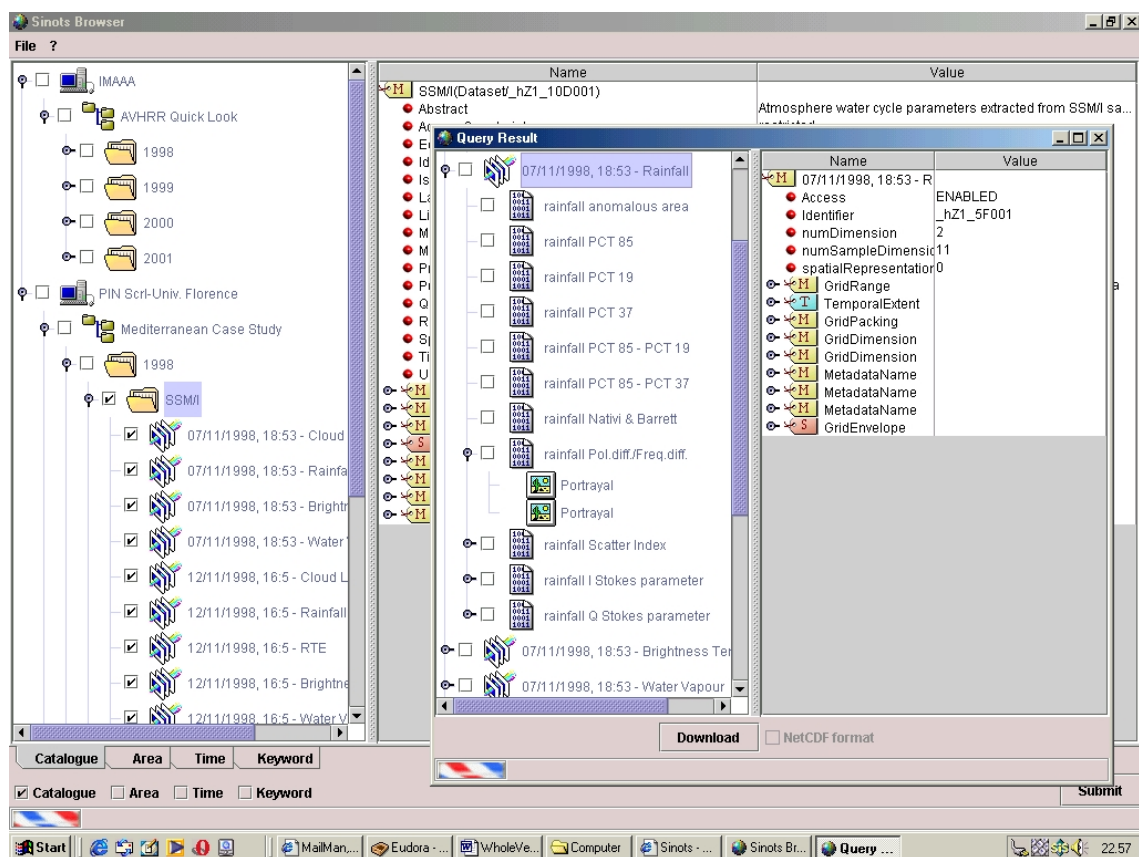 Sinots Browser
File ?
IMAAA
AVHRR Quick Look
1998
1999
2000
2001
PIN Scrl-Univ. Florence
Mediterranean Case Study
1998
SSM/I
07/11/1998, 18:53 - Cloud
07/11/1998, 18:53 - Rainfa
07/11/1998, 18:53 - Brightn
07/11/1998, 18:53 - Water
12/11/1998, 16:5 - Cloud L
12/11/1998, 16:5 - Rainfall
12/11/1998, 16:5 - RTE
12/11/1998, 16:5 - Brightne
12/11/1998, 16:5 - Water V
Name Value
M SSM/I(Dataset/_hZ1_10D001)
Abstract Atmosphere water cycle parameters extracted from SSM/I sa...
Query Result
07/11/1998, 18:53 - Rainfall
rainfall anomalous area
rainfall PCT 85
rainfall PCT 19
rainfall PCT 37
rainfall PCT 85 - PCT 19
rainfall PCT 85 - PCT 37
rainfall Nativi & Barrett
rainfall Pol.diff./Freq.diff.
Portrayal
Portrayal
rainfall Scatter Index
rainfall I Stokes parameter
rainfall Q Stokes parameter
07/11/1998, 18:53 - Brightness Ter
07/11/1998, 18:53 - Water Vapour
Name Value
M 07/11/1998, 18:53 - R
Access ENABLED
Identifier _hZ1_5F001
numDimension 2
numSampleDimensic 11
spatialRepresentation 0
M GridRange
T TemporalExtent
M GridPacking
M GridDimension
M GridDimension
M MetadataName
M MetadataName
M MetadataName
S GridEnvelope
Download NetCDF format
Catalogue Area Time Keyword
Catalogue Area Time Keyword
Submit
Start MailMan,... Eudora - ... WholeVe... Computer Sinots - ... Sinots Br... Query ... 22.57